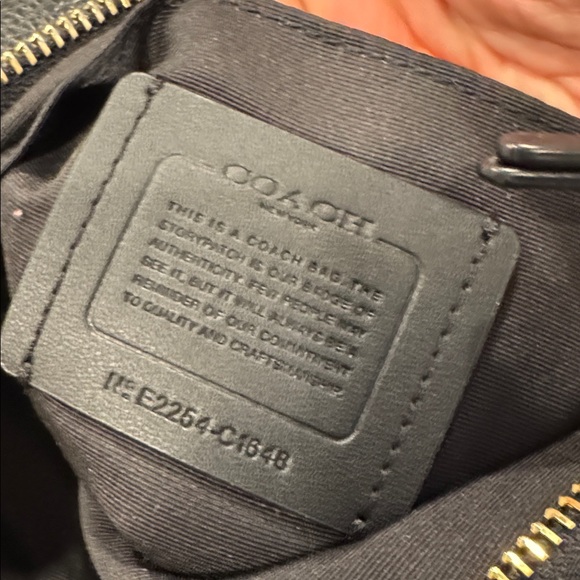 COACH
NEW YORK
THIS IS A COACH BAG. THE
STORYPATCH IS OUR BADGE OF
AUTHENTICITY. FEW PEOPLE MAY
SEE IT, BUT IT WILL ALWAYS BE A
REMINDER OF OUR COMMITMENT
TO QUALITY AND CRAFTSMANSHIP.
Nº E2254-C1648